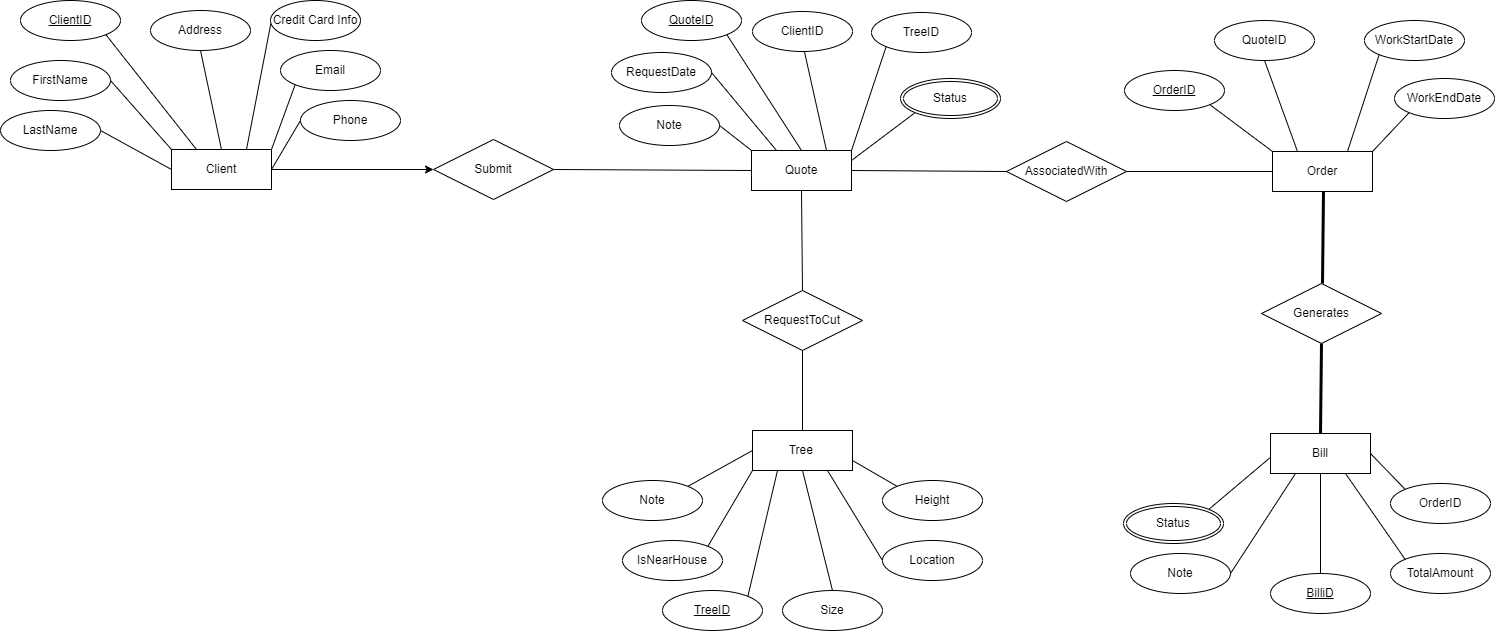 ClientID
Address
Credit Card Info
FirstName
Email
LastName
Phone
Client
Submit
QuoteID
ClientID
TreeID
RequestDate
Status
Note
Quote
AssociatedWith
QuoteID
WorkStartDate
OrderID
WorkEndDate
Order
RequestToCut
Generates
Tree
Note
Height
IsNearHouse
Location
TreeID
Size
Bill
Status
OrderID
Note
TotalAmount
BilliD